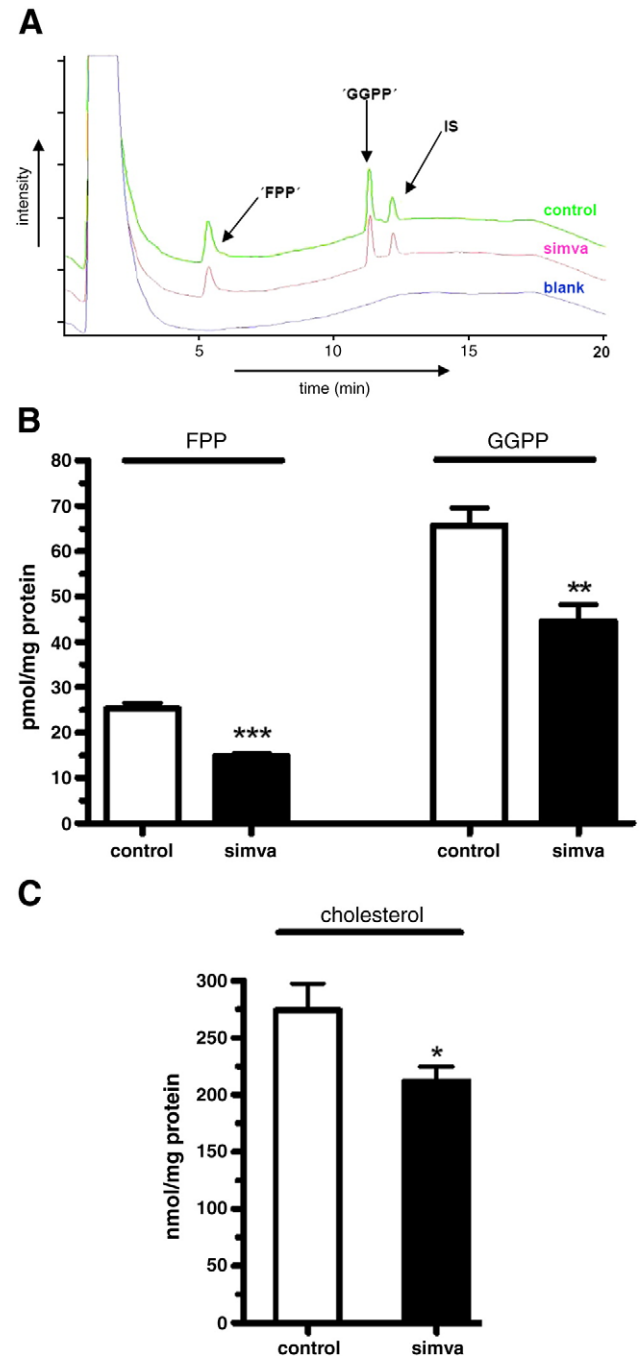 A
intensity
´GGPP´
IS
´FPP´
control
simva
blank
5 10 15 20
time (min)
B
FPP GGPP
pmol/mg protein
80
70
60
50
40
30
20
10
0
***
**
control simva control simva
C
cholesterol
nmol/mg protein
300
250
200
150
100
50
0
*
control simva